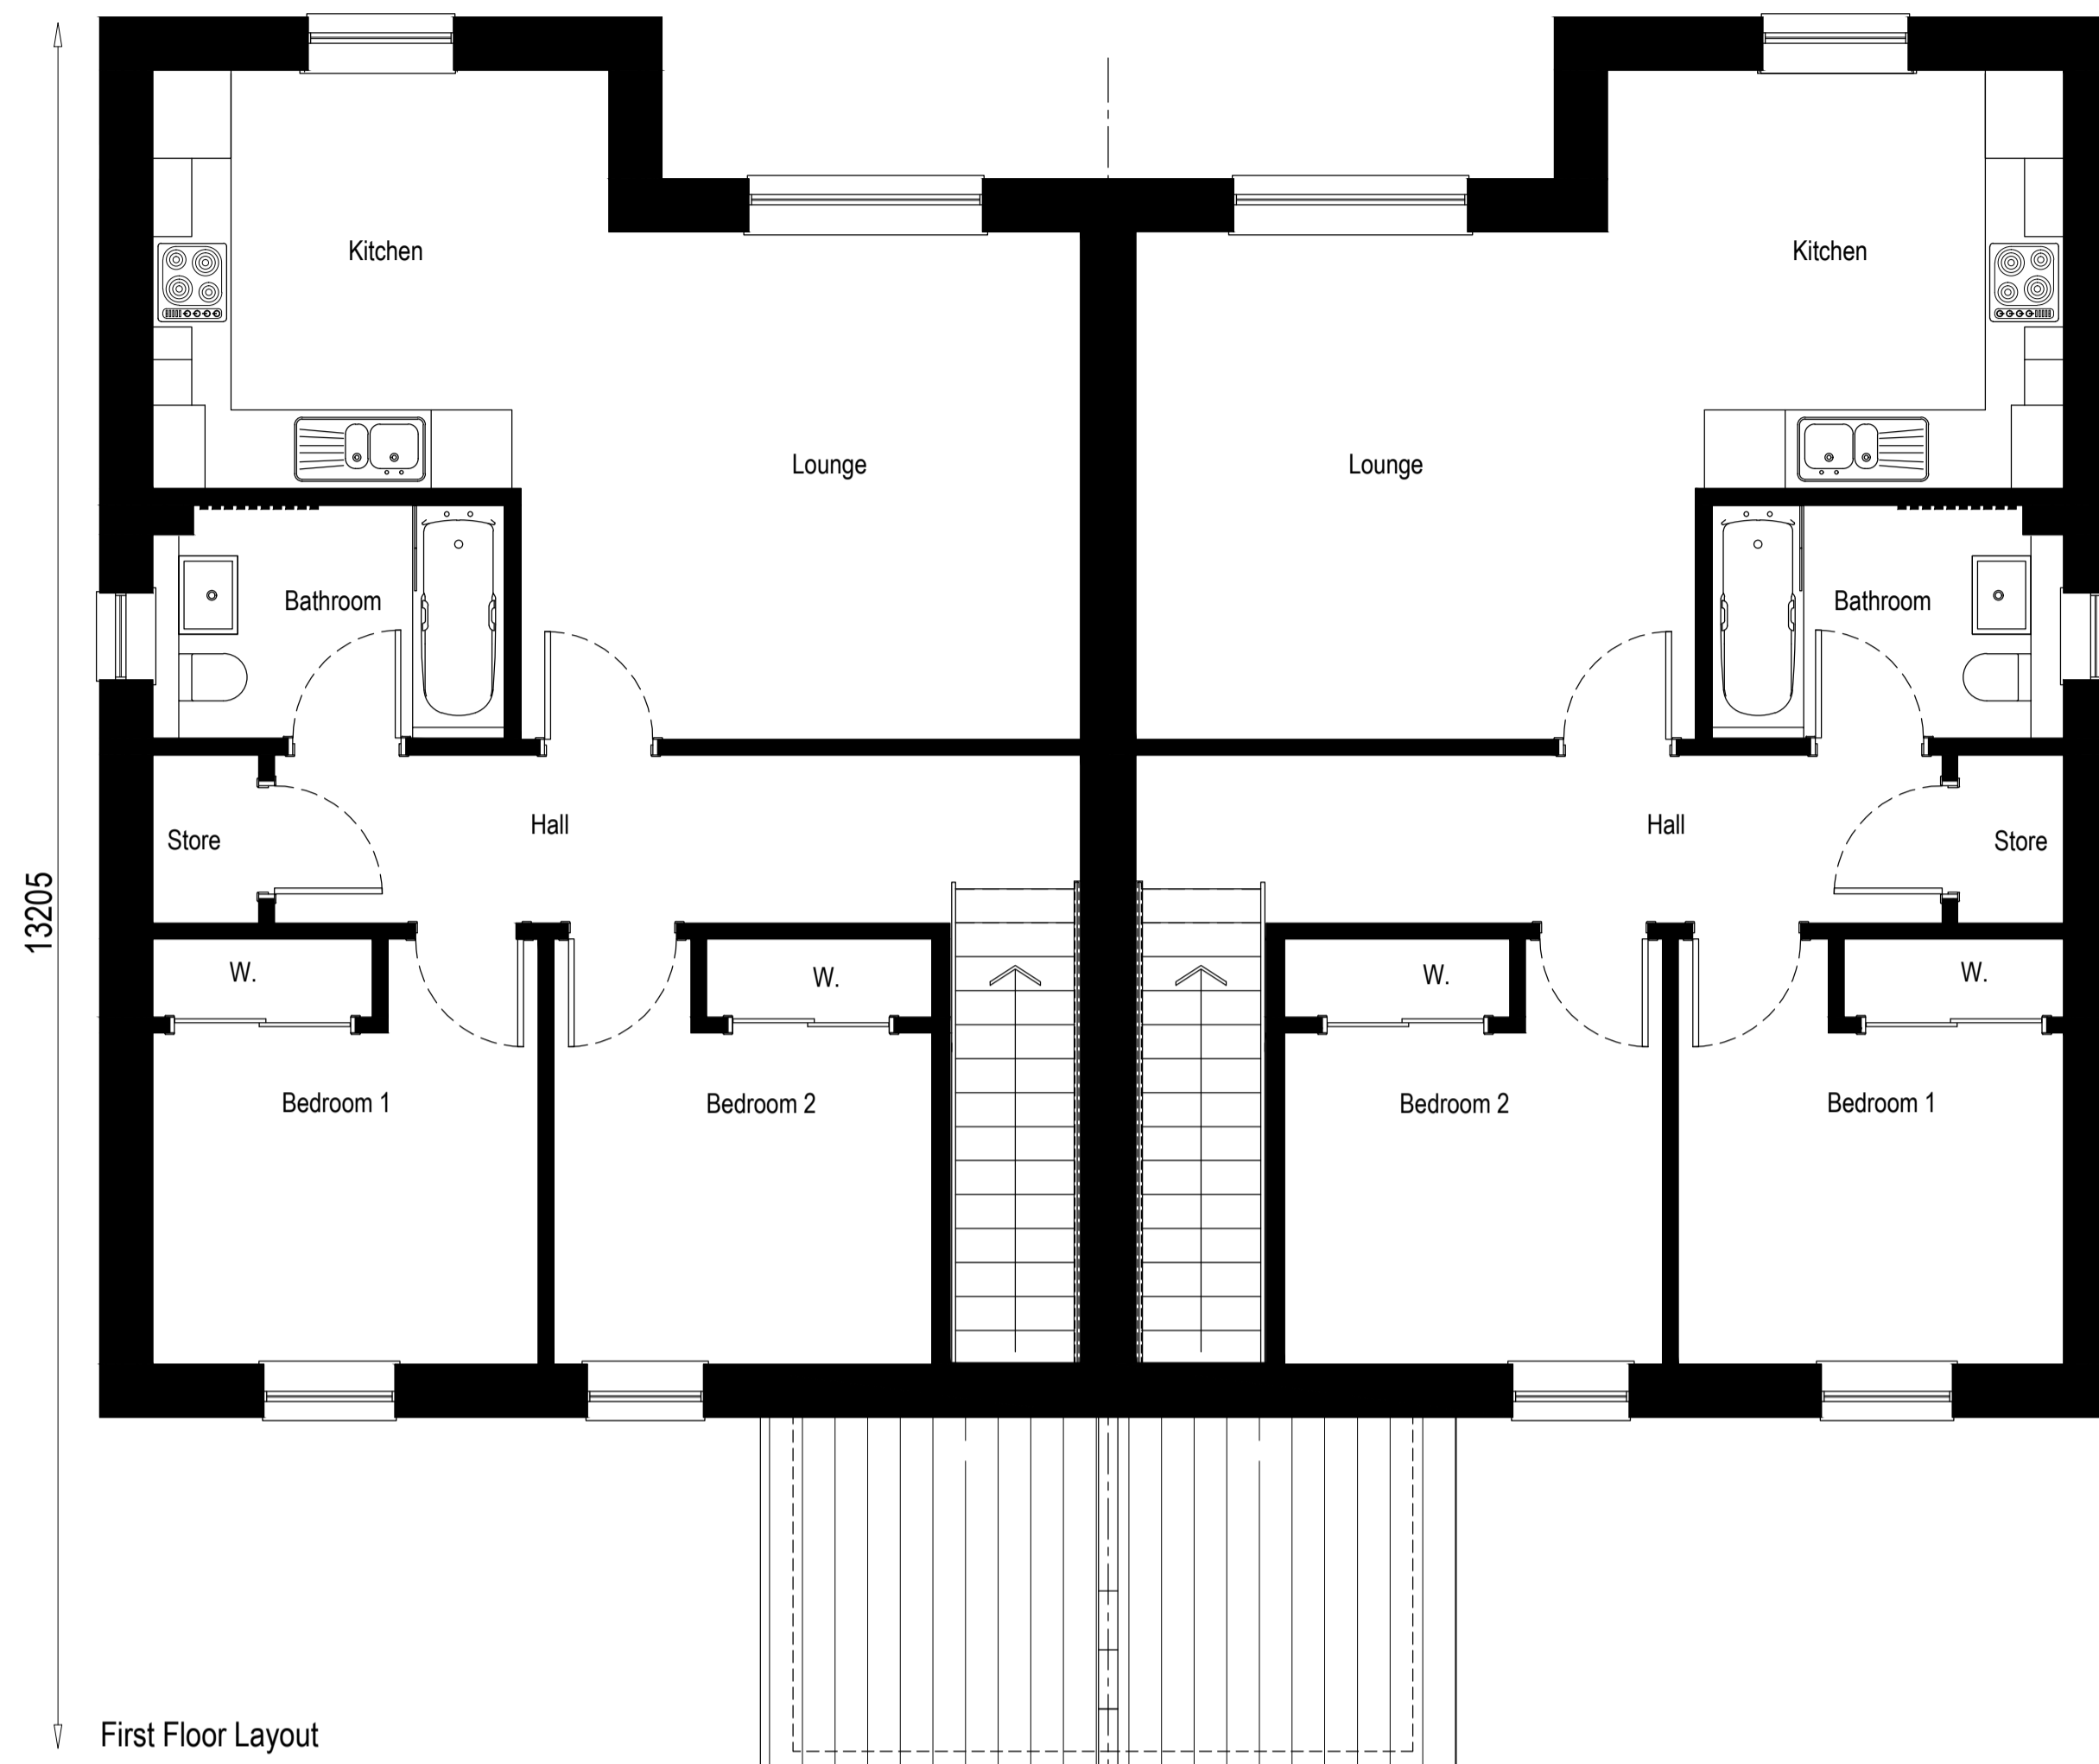 Kitchen
Kitchen
Lounge
Lounge
Bathroom
Bathroom
Hall
Hall
Store
Store
13205
W.
W.
W.
W.
Bedroom 1
Bedroom 2
Bedroom 2
Bedroom 1
First Floor Layout